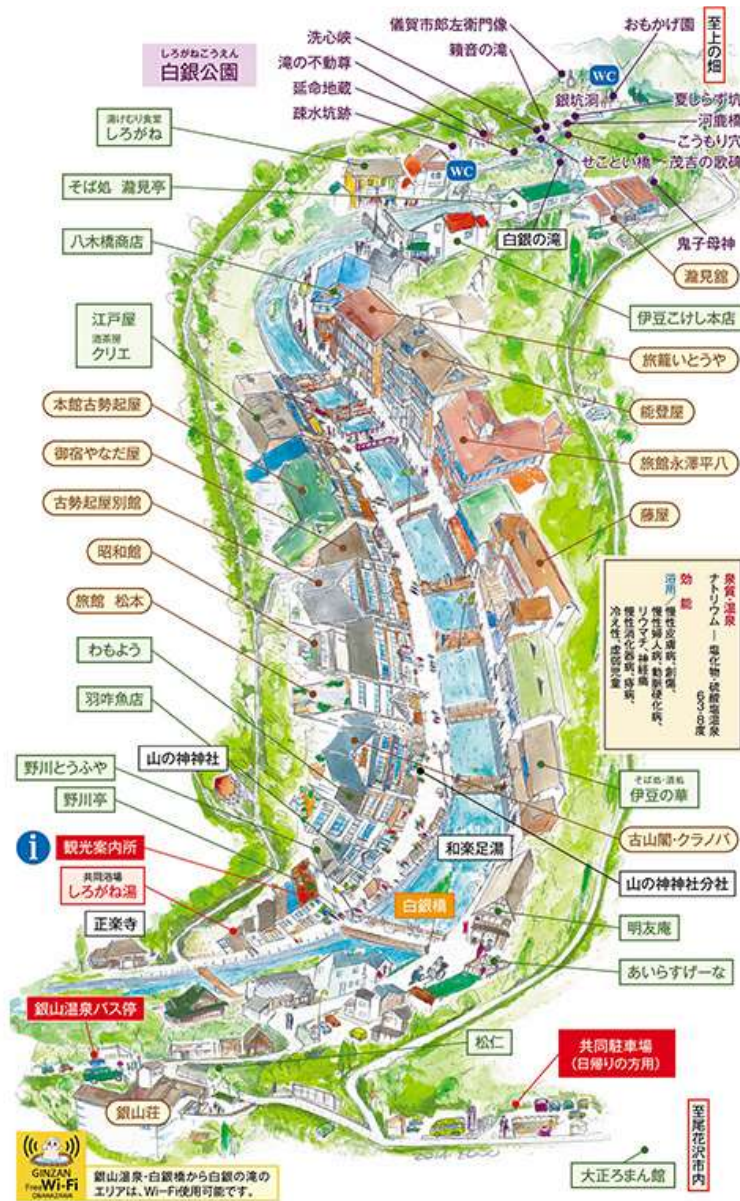 しろがねこうえん
白銀公園
洗心峡
滝の不動尊
延命地蔵
疎水坑跡
儀賀市郎左衛門像
籟音の滝
おもかげ園
WC
至上の畑
銀坑洞
夏しらず坑
河鹿橋
こうもり穴
茂吉の歌碑
せことい橋
鬼子母神
WC
湯けむり食堂
しろがね
そば処 瀧見亭
白銀の滝
瀧見館
八木橋商店
伊豆こけし本店
江戸屋
酒茶房
クリエ
旅籠いとうや
能登屋
本館古勢起屋
御宿やなだ屋
旅館永澤平八
古勢起屋別館
藤屋
昭和館
旅館 松本
泉質・温泉
ナトリウム ― 塩化物・硫酸塩温泉
63・8度
効能
浴用 慢性皮膚病、創傷、
慢性婦人病、動脈硬化病、
リウマチ、神経痛
慢性消化器病、痔病、
冷え性、虚弱児童
わもよう
羽咋魚店
山の神神社
野川とうふや
野川亭
そば処・酒処
伊豆の華
古山閣・クラノバ
和楽足湯
山の神神社分社
i
観光案内所
共同浴場
しろがね湯
正楽寺
白銀橋
明友庵
あいらすげーな
銀山温泉バス停
松仁
共同駐車場
(日帰りの方用)
銀山荘
至尾花沢市内
大正ろまん館
GINZAN
Free Wi-Fi
OBANAZAWA
銀山温泉・白銀橋から白銀の滝の
エリアは、Wi-Fi使用可能です。